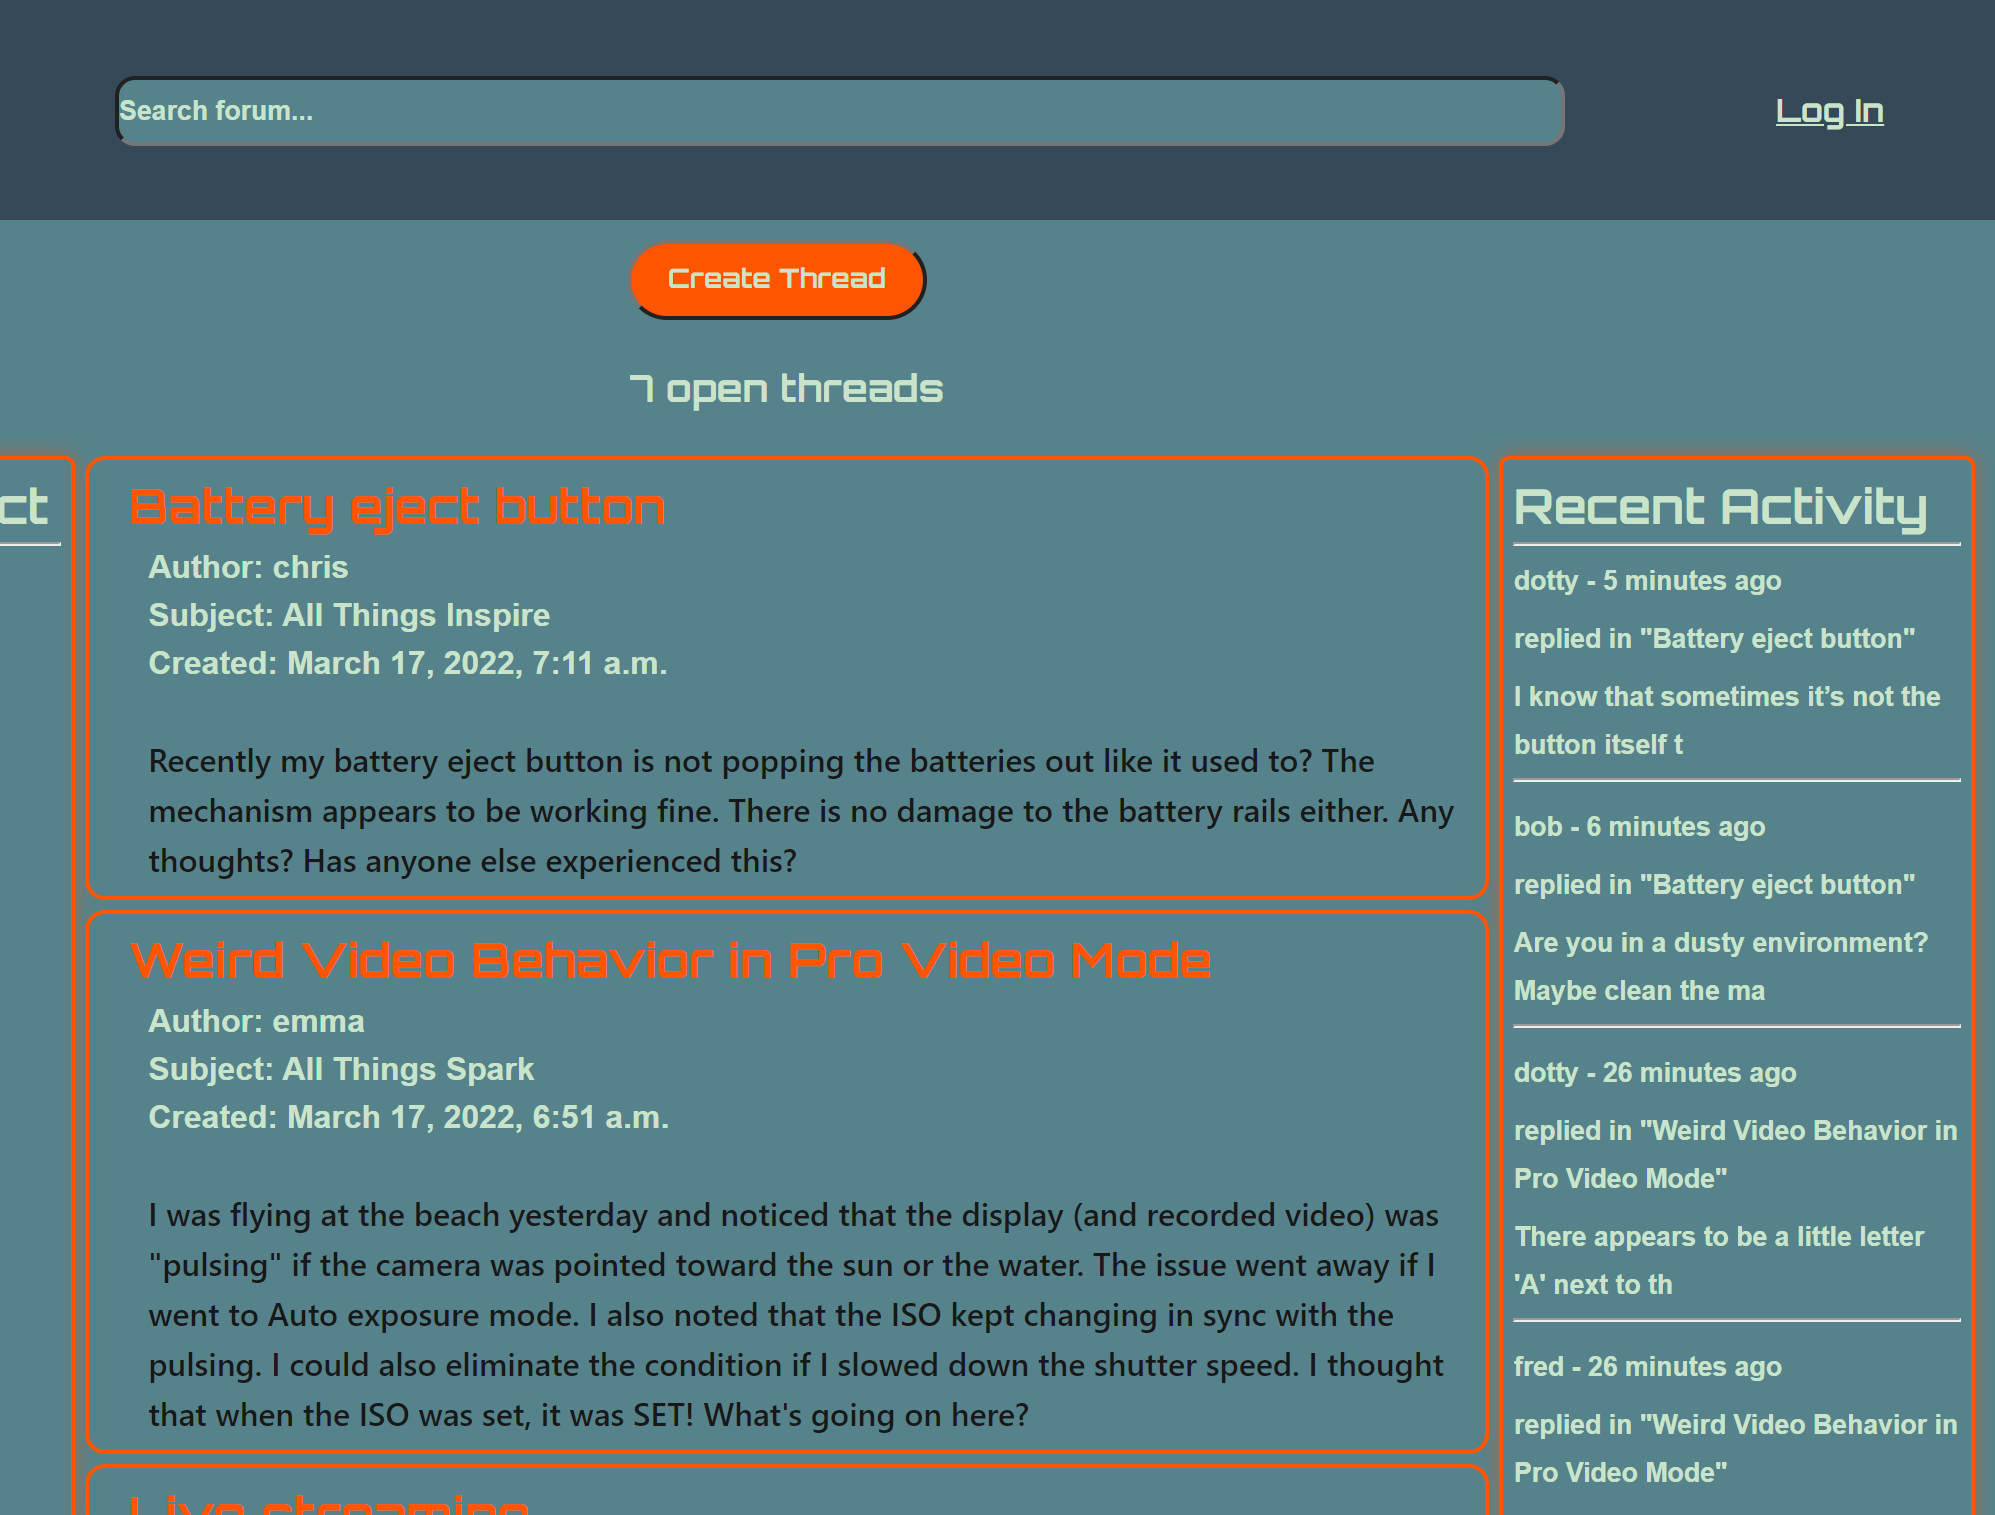 Search forum...
Log In
Create Thread
7 open threads
ct
Battery eject button
Author: chris
Subject: All Things Inspire
Created: March 17, 2022, 7:11 a.m.
Recently my battery eject button is not popping the batteries out like it used to? The
mechanism appears to be working fine. There is no damage to the battery rails either. Any
thoughts? Has anyone else experienced this?
Weird Video Behavior in Pro Video Mode
Author: emma
Subject: All Things Spark
Created: March 17, 2022, 6:51 a.m.
I was flying at the beach yesterday and noticed that the display (and recorded video) was
"pulsing" if the camera was pointed toward the sun or the water. The issue went away if I
went to Auto exposure mode. I also noted that the ISO kept changing in sync with the
pulsing. I could also eliminate the condition if I slowed down the shutter speed. I thought
that when the ISO was set, it was SET! What's going on here?
Live streaming
Recent Activity
dotty - 5 minutes ago
replied in "Battery eject button"
I know that sometimes it’s not the
button itself t
bob - 6 minutes ago
replied in "Battery eject button"
Are you in a dusty environment?
Maybe clean the ma
dotty - 26 minutes ago
replied in "Weird Video Behavior in
Pro Video Mode"
There appears to be a little letter
'A' next to th
fred - 26 minutes ago
replied in "Weird Video Behavior in
Pro Video Mode"